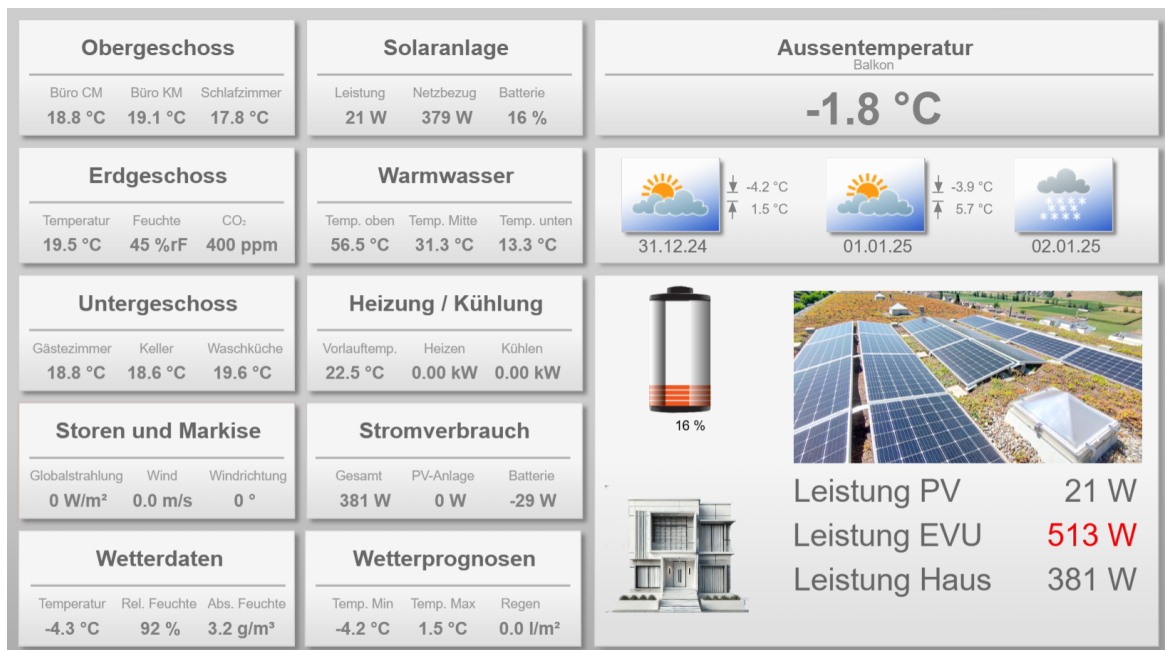 Obergeschoss
Büro CM Büro KM Schlafzimmer
18.8 °C 19.1 °C 17.8 °C
Solaranlage
Leistung Netzbezug Batterie
21 W 379 W 16 %
Aussentemperatur
Balkon
-1.8 °C
Erdgeschoss
Temperatur Feuchte CO₂
19.5 °C 45 %rF 400 ppm
Warmwasser
Temp. oben Temp. Mitte Temp. unten
56.5 °C 31.3 °C 13.3 °C
-4.2 °C
1.5 °C
31.12.24
-3.9 °C
5.7 °C
01.01.25
02.01.25
Untergeschoss
Gästezimmer Keller Waschküche
18.8 °C 18.6 °C 19.6 °C
Heizung / Kühlung
Vorlauftemp. Heizen Kühlen
22.5 °C 0.00 kW 0.00 kW
16 %
Storen und Markise
Globalstrahlung Wind Windrichtung
0 W/m² 0.0 m/s 0 °
Stromverbrauch
Gesamt PV-Anlage Batterie
381 W 0 W -29 W
Leistung PV 21 W
Leistung EVU 513 W
Leistung Haus 381 W
Wetterdaten
Temperatur Rel. Feuchte Abs. Feuchte
-4.3 °C 92 % 3.2 g/m³
Wetterprognosen
Temp. Min Temp. Max Regen
-4.2 °C 1.5 °C 0.0 l/m²